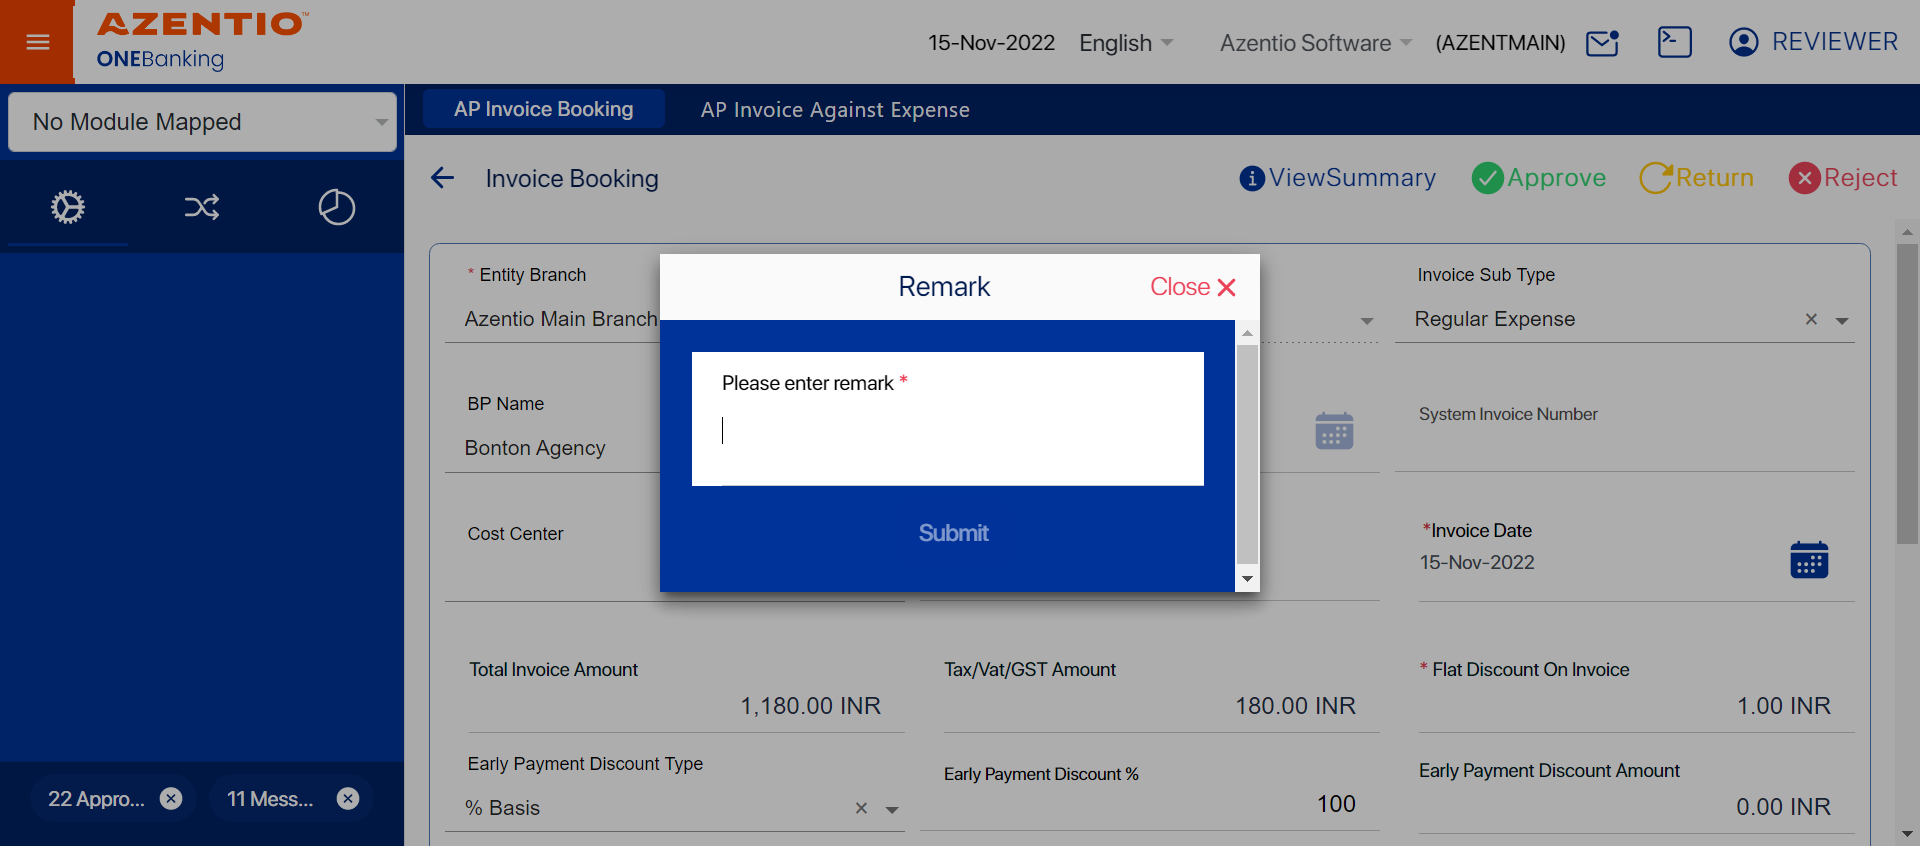 AZENTIO™
ONEBanking
15-Nov-2022
English
Azentio Software
(AZENTMAIN)
REVIEWER
No Module Mapped
AP Invoice Booking
AP Invoice Against Expense
Invoice Booking
ViewSummary
Approve
Return
Reject
* Entity Branch
Azentio Main Branch
Invoice Sub Type
Regular Expense
Remark
Close
Please enter remark *
Submit
BP Name
Bonton Agency
System Invoice Number
Cost Center
*Invoice Date
15-Nov-2022
Total Invoice Amount
1,180.00 INR
Tax/Vat/GST Amount
180.00 INR
* Flat Discount On Invoice
1.00 INR
Early Payment Discount Type
% Basis
Early Payment Discount %
100
Early Payment Discount Amount
0.00 INR
22 Appro...
11 Mess...